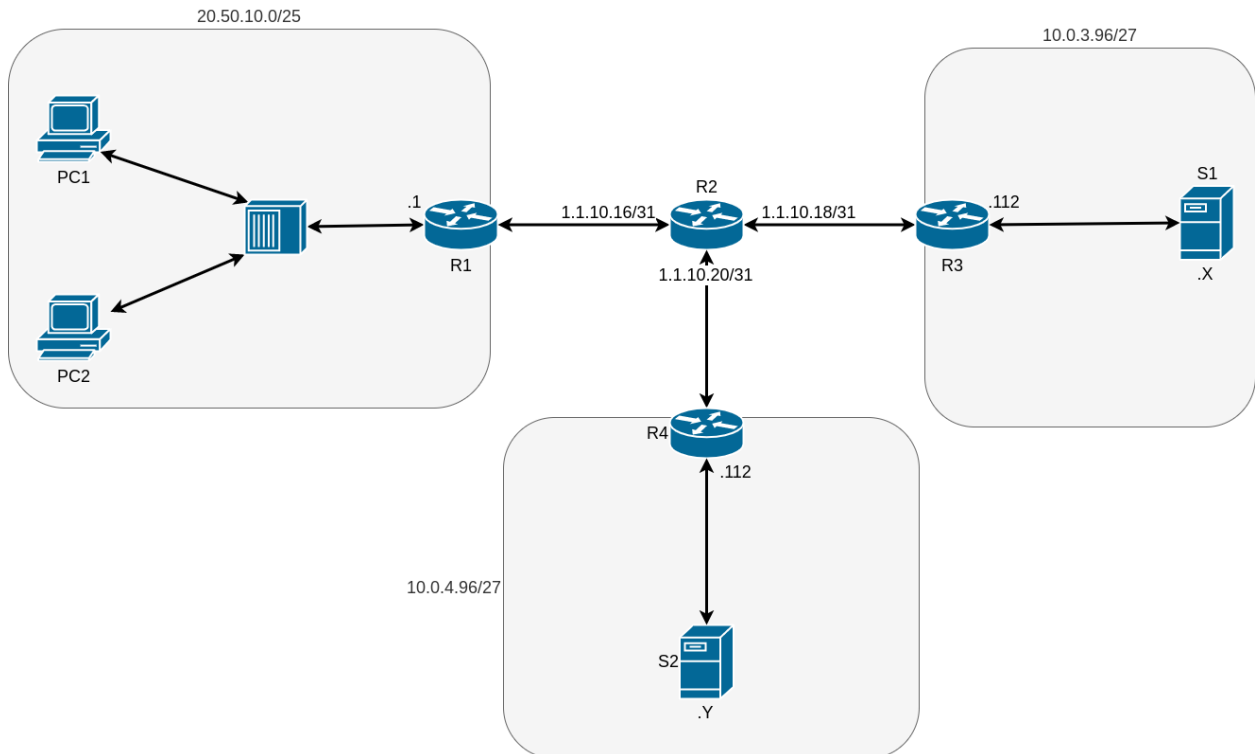 20.50.10.0/25
10.0.3.96/27
PC1
PC2
.1
R1
1.1.10.16/31
R2
1.1.10.18/31
1.1.10.20/31
.112
R3
S1
.X
R4
.112
10.0.4.96/27
S2
.Y